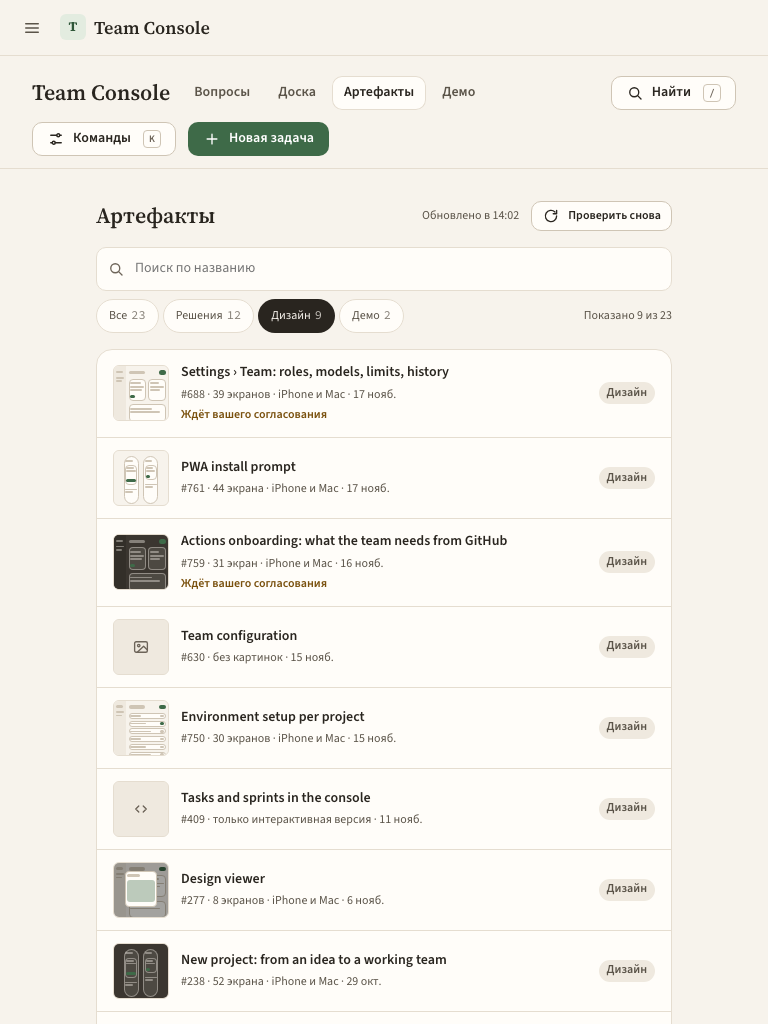 T Team Console
Team Console Вопросы Доска Артефакты Демо Найти /
Команды K Новая задача
Артефакты Обновлено в 14:02 Проверить снова
Поиск по названию
Все 23 Решения 12 Дизайн 9 Демо 2 Показано 9 из 23
Settings › Team: roles, models, limits, history
#688 · 39 экранов · iPhone и Mac · 17 нояб. Дизайн
Ждёт вашего согласования
PWA install prompt
#761 · 44 экрана · iPhone и Mac · 17 нояб. Дизайн
Actions onboarding: what the team needs from GitHub
#759 · 31 экран · iPhone и Mac · 16 нояб. Дизайн
Ждёт вашего согласования
Team configuration
#630 · без картинок · 15 нояб. Дизайн
Environment setup per project
#750 · 30 экранов · iPhone и Mac · 15 нояб. Дизайн
Tasks and sprints in the console
#409 · только интерактивная версия · 11 нояб. Дизайн
Design viewer
#277 · 8 экранов · iPhone и Mac · 6 нояб. Дизайн
New project: from an idea to a working team
#238 · 52 экрана · iPhone и Mac · 29 окт. Дизайн